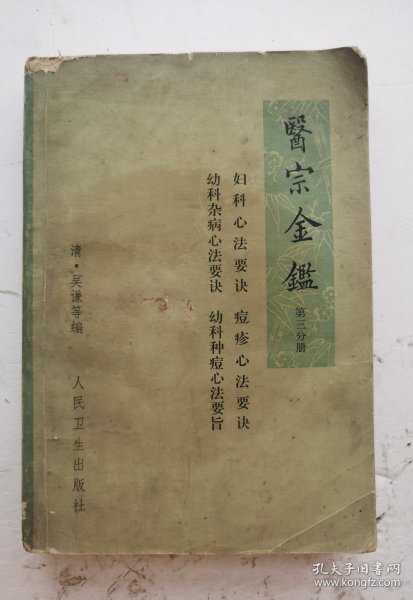 醫宗金鑑
第三分册
妇科心法要诀 痘疹心法要诀
幼科杂病心法要诀 幼科种痘心法要旨
清·吴谦等编
人民卫生出版社
孔夫子旧书网
book.kongfz.com